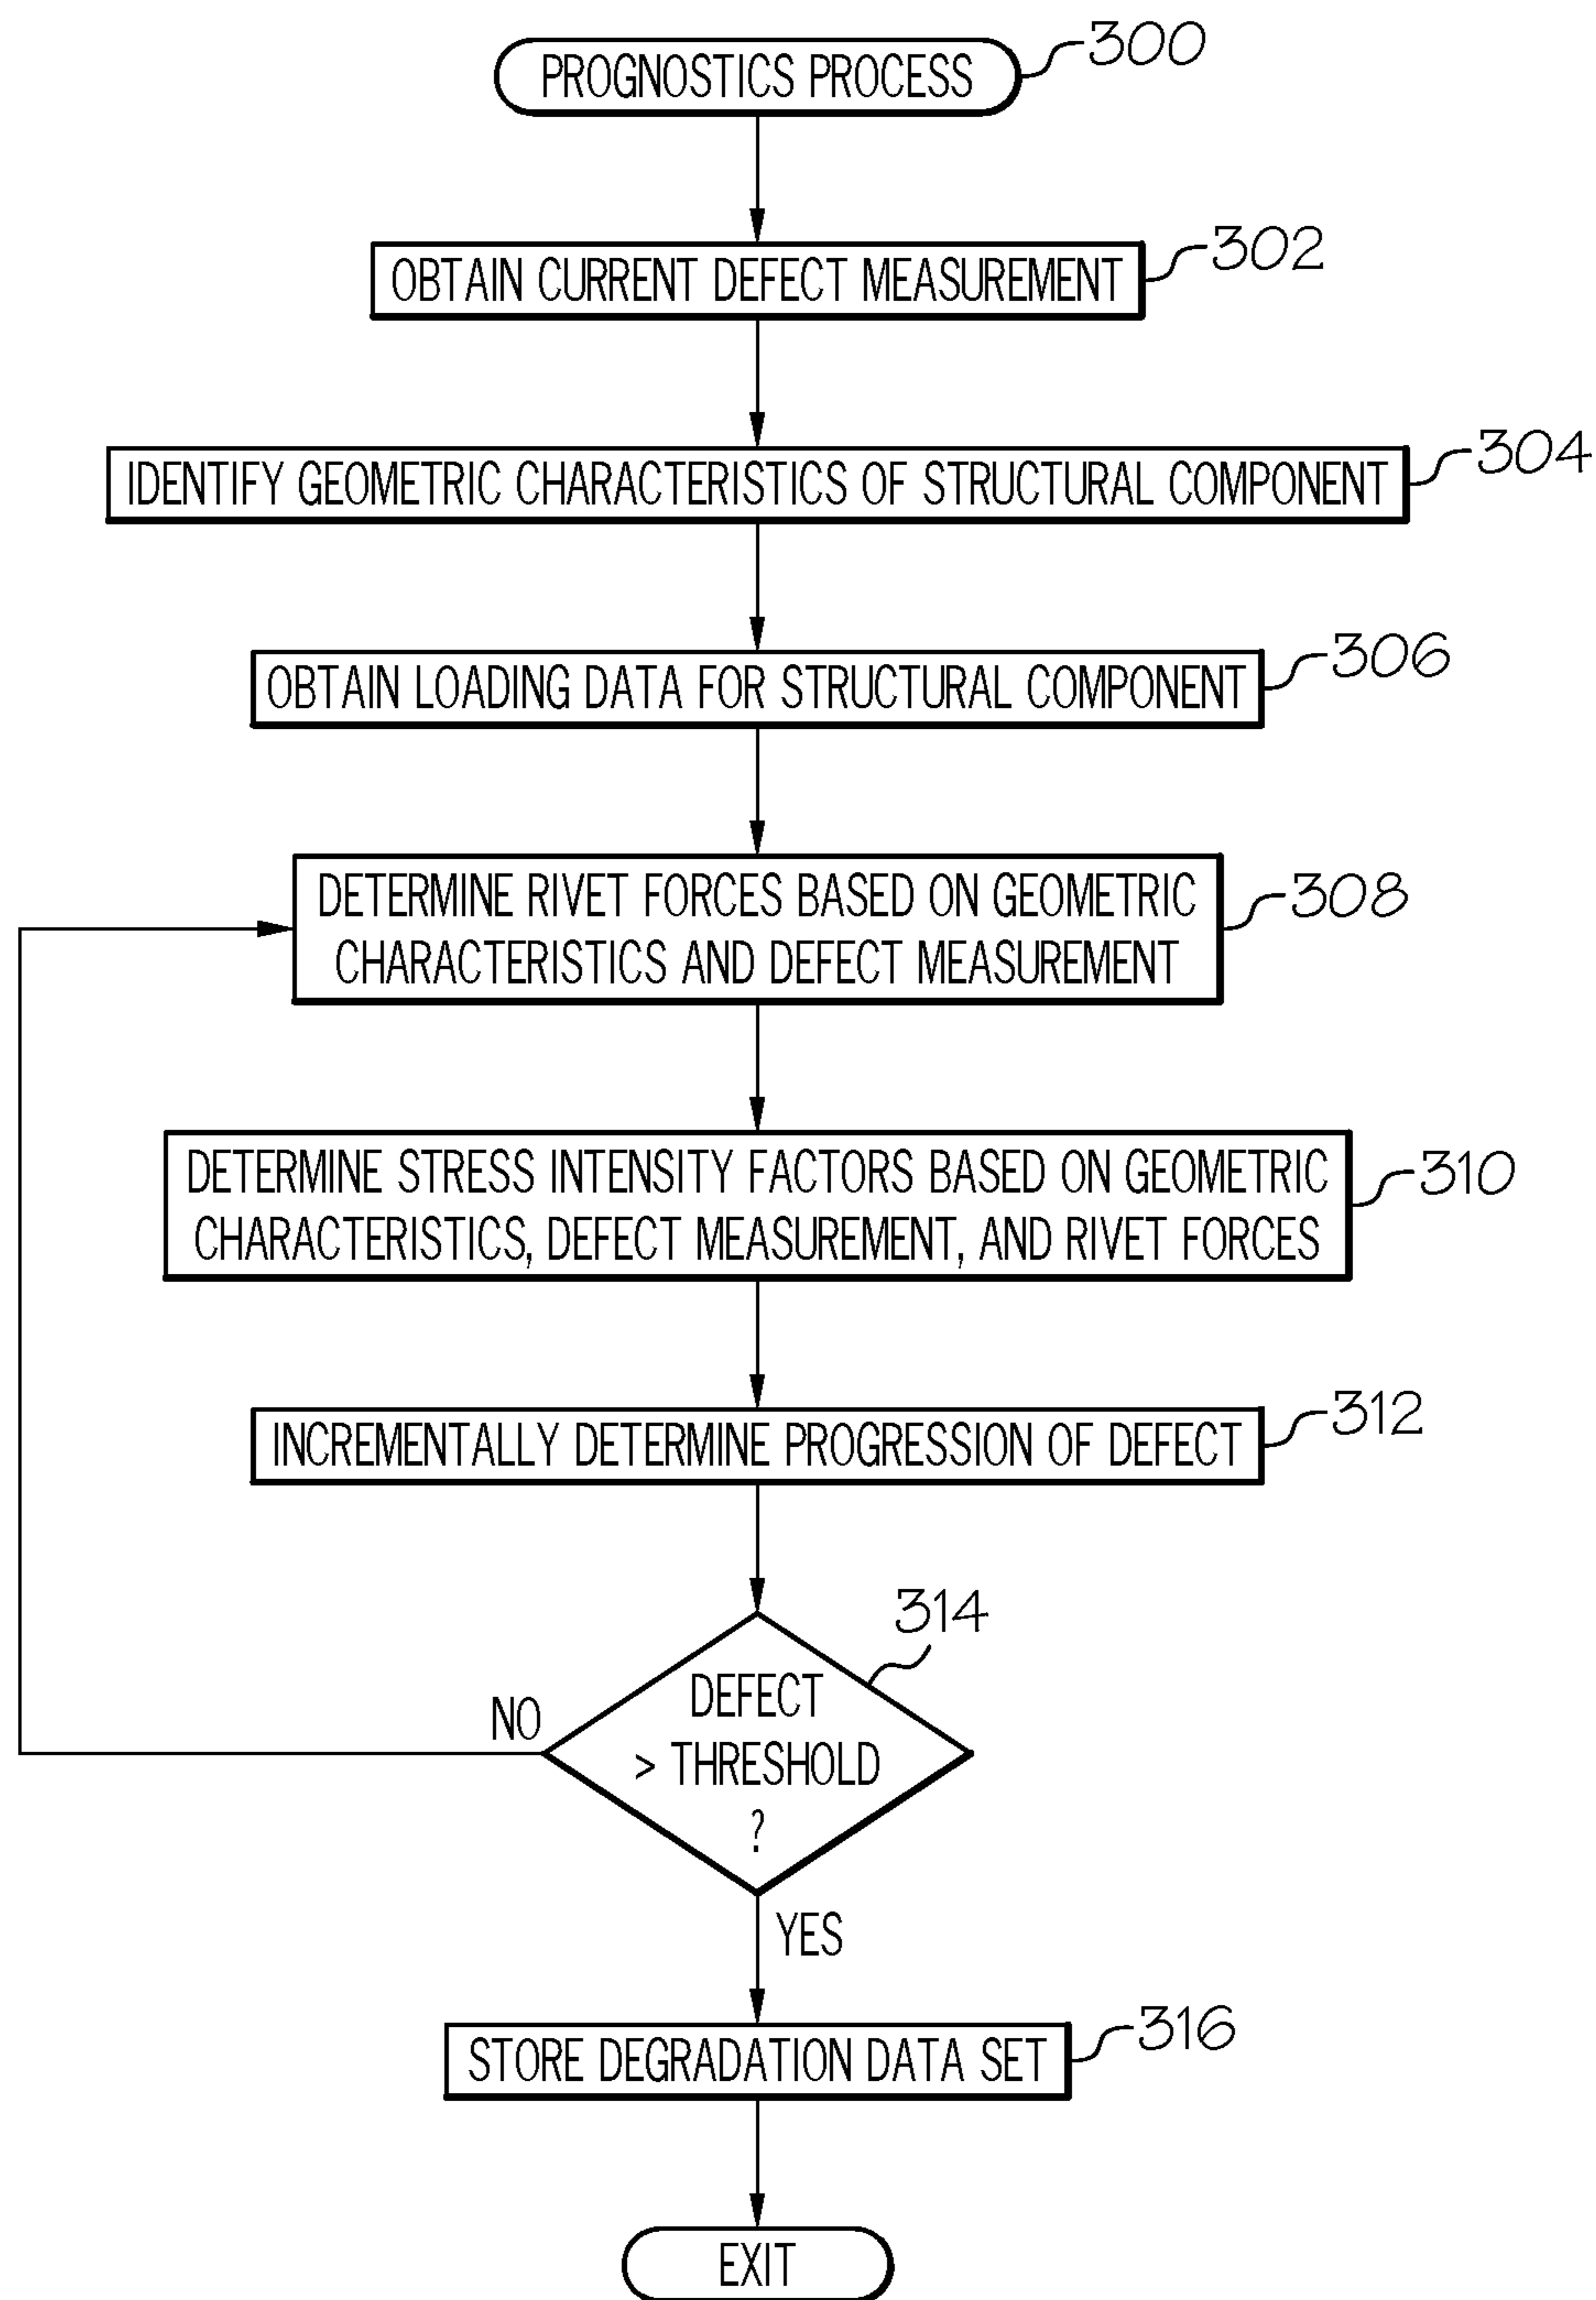 PROGNOSTICS PROCESS
300
OBTAIN CURRENT DEFECT MEASUREMENT
302
IDENTIFY GEOMETRIC CHARACTERISTICS OF STRUCTURAL COMPONENT
304
OBTAIN LOADING DATA FOR STRUCTURAL COMPONENT
306
DETERMINE RIVET FORCES BASED ON GEOMETRIC
CHARACTERISTICS AND DEFECT MEASUREMENT
308
DETERMINE STRESS INTENSITY FACTORS BASED ON GEOMETRIC
CHARACTERISTICS, DEFECT MEASUREMENT, AND RIVET FORCES
310
INCREMENTALLY DETERMINE PROGRESSION OF DEFECT
312
314
DEFECT
> THRESHOLD
?
NO
YES
STORE DEGRADATION DATA SET
316
EXIT